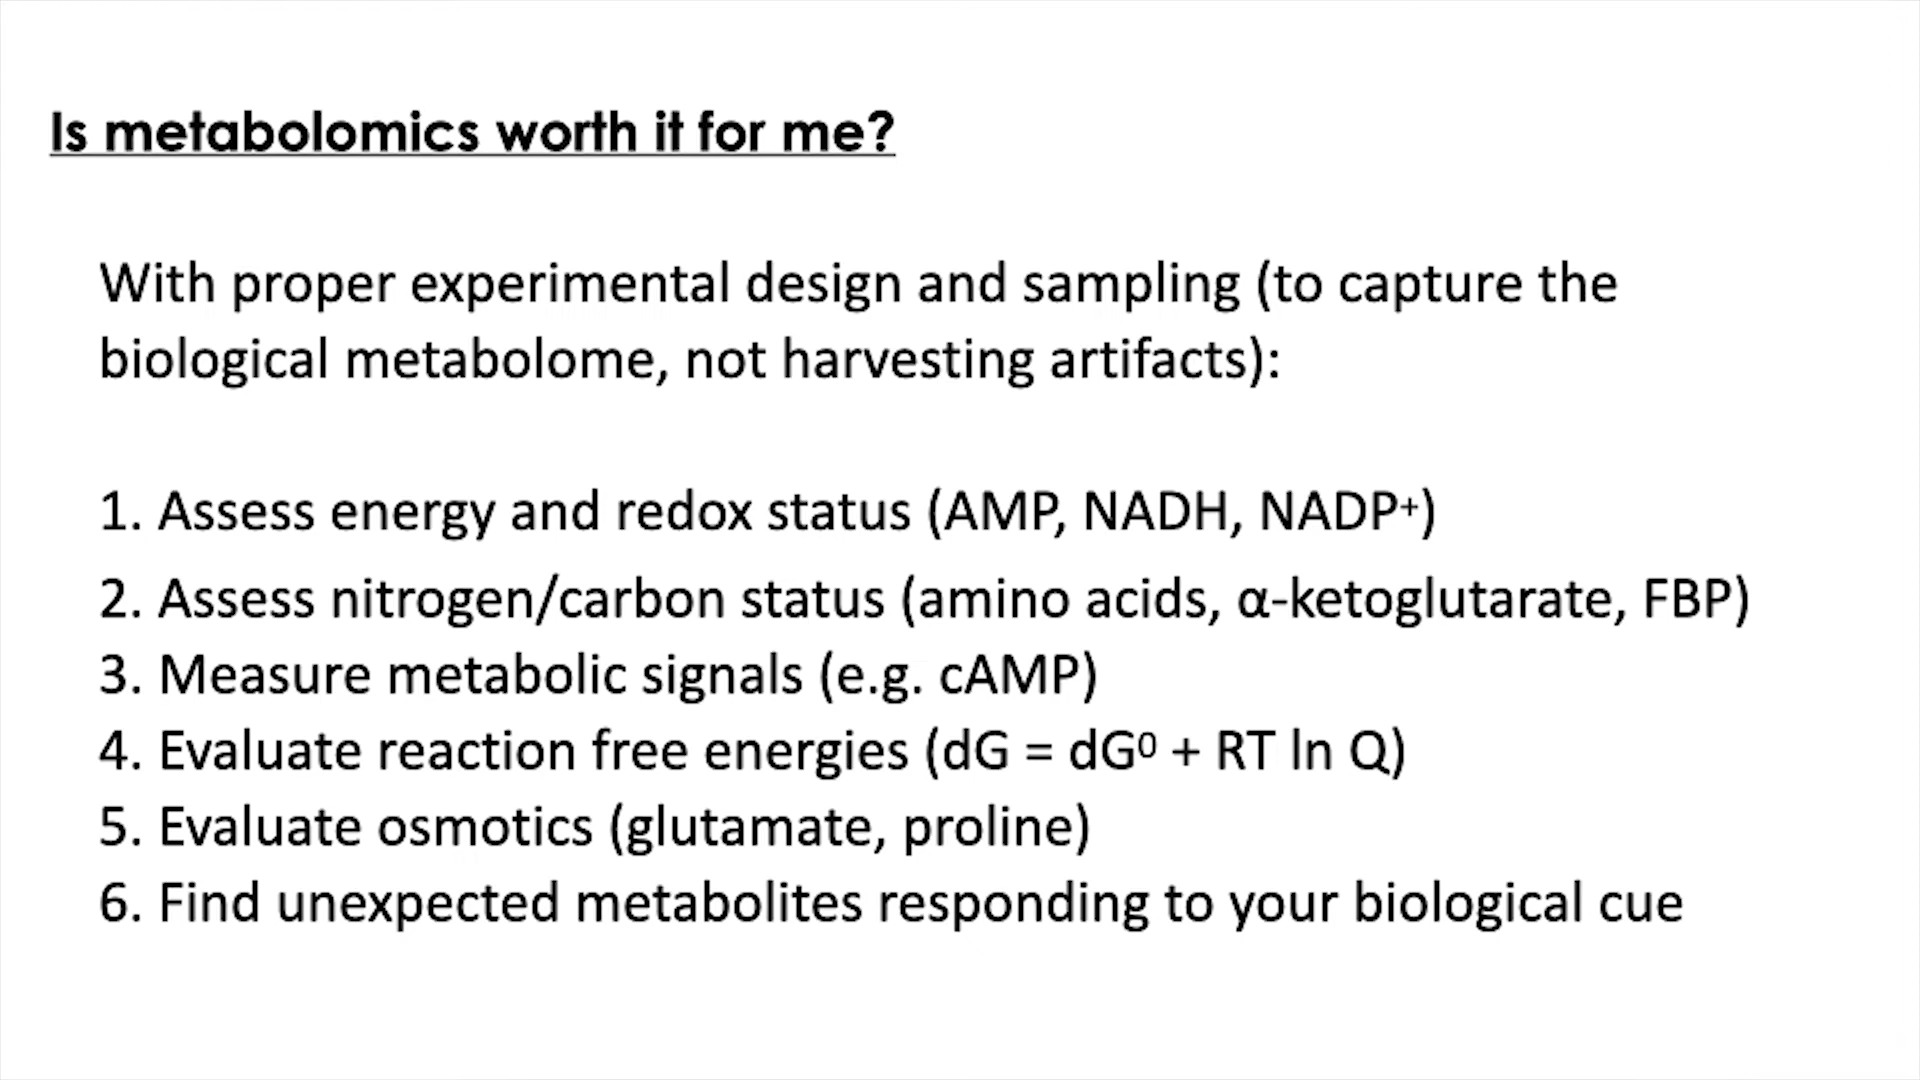 Is metabolomics worth it for me?
With proper experimental design and sampling (to capture the
biological metabolome, not harvesting artifacts):
1. Assess energy and redox status (AMP, NADH, NADP⁺)
2. Assess nitrogen/carbon status (amino acids, α-ketoglutarate, FBP)
3. Measure metabolic signals (e.g. cAMP)
4. Evaluate reaction free energies (dG = dG⁰ + RT ln Q)
5. Evaluate osmotics (glutamate, proline)
6. Find unexpected metabolites responding to your biological cue